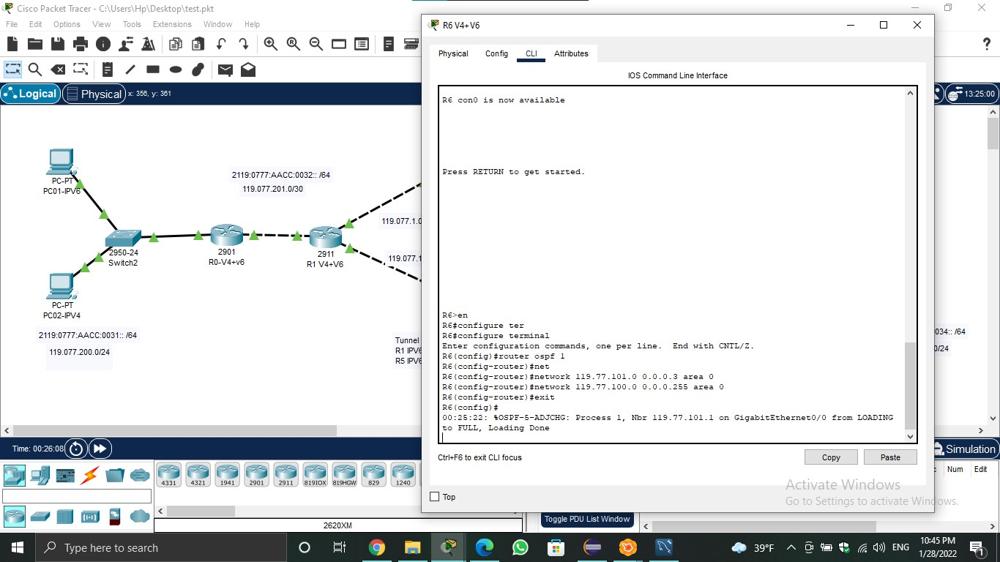 Cisco Packet Tracer - C:\Users\Hp\Desktop\test.pkt
File Edit Options View Tools Extensions Window Help
Logical Physical x: 356, y: 361
13:25:00
PC-PT
PC01-IPV6
2119:0777:AACC:0032:: /64
119.077.201.0/30
2950-24
Switch2
2901
R0-V4+v6
2911
R1 V4+V6
119.077.1.0
119.077.1
PC-PT
PC02-IPV4
2119:0777:AACC:0031:: /64
119.077.200.0/24
Tunnel
R1 IPV6
R5 IPV6
034:: /64
0/24
R6 V4+V6
Physical Config CLI Attributes
IOS Command Line Interface
R6 con0 is now available
Press RETURN to get started.
R6>en
R6#configure ter
R6#configure terminal
Enter configuration commands, one per line.  End with CNTL/Z.
R6(config)#router ospf 1
R6(config-router)#net
R6(config-router)#network 119.77.101.0 0.0.0.3 area 0
R6(config-router)#network 119.77.100.0 0.0.0.255 area 0
R6(config-router)#exit
R6(config)#
00:25:22: %OSPF-5-ADJCHG: Process 1, Nbr 119.77.101.1 on GigabitEthernet0/0 from LOADING
to FULL, Loading Done
Ctrl+F6 to exit CLI focus
Copy Paste
Top
Time: 00:26:08
Simulation
4331 4321 1941 2901 2911 819IOX 819HGW 829 1240
Num Edit
2620XM
Toggle PDU List Window
Activate Windows
Go to Settings to activate Windows.
Type here to search
39°F
ENG
10:45 PM
1/28/2022
1